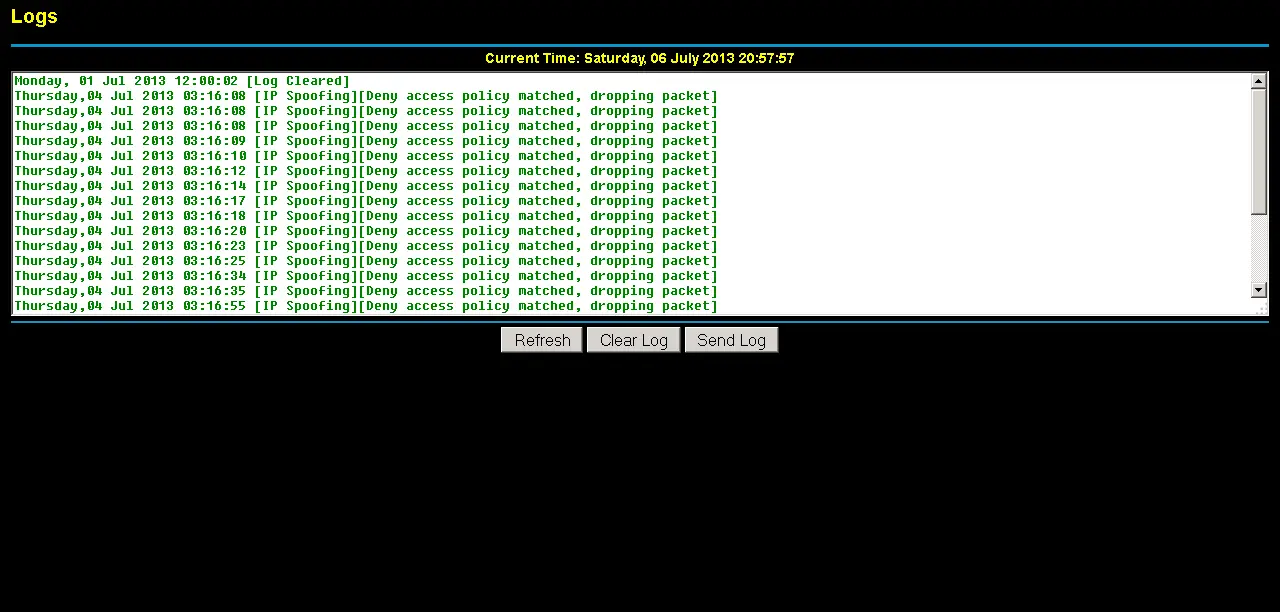 Logs
Current Time: Saturday, 06 July 2013 20:57:57
Monday, 01 Jul 2013 12:00:02 [Log Cleared]
Thursday,04 Jul 2013 03:16:08 [IP Spoofing][Deny access policy matched, dropping packet]
Thursday,04 Jul 2013 03:16:08 [IP Spoofing][Deny access policy matched, dropping packet]
Thursday,04 Jul 2013 03:16:08 [IP Spoofing][Deny access policy matched, dropping packet]
Thursday,04 Jul 2013 03:16:09 [IP Spoofing][Deny access policy matched, dropping packet]
Thursday,04 Jul 2013 03:16:10 [IP Spoofing][Deny access policy matched, dropping packet]
Thursday,04 Jul 2013 03:16:12 [IP Spoofing][Deny access policy matched, dropping packet]
Thursday,04 Jul 2013 03:16:14 [IP Spoofing][Deny access policy matched, dropping packet]
Thursday,04 Jul 2013 03:16:17 [IP Spoofing][Deny access policy matched, dropping packet]
Thursday,04 Jul 2013 03:16:18 [IP Spoofing][Deny access policy matched, dropping packet]
Thursday,04 Jul 2013 03:16:20 [IP Spoofing][Deny access policy matched, dropping packet]
Thursday,04 Jul 2013 03:16:23 [IP Spoofing][Deny access policy matched, dropping packet]
Thursday,04 Jul 2013 03:16:25 [IP Spoofing][Deny access policy matched, dropping packet]
Thursday,04 Jul 2013 03:16:34 [IP Spoofing][Deny access policy matched, dropping packet]
Thursday,04 Jul 2013 03:16:35 [IP Spoofing][Deny access policy matched, dropping packet]
Thursday,04 Jul 2013 03:16:55 [IP Spoofing][Deny access policy matched, dropping packet]
Refresh Clear Log Send Log